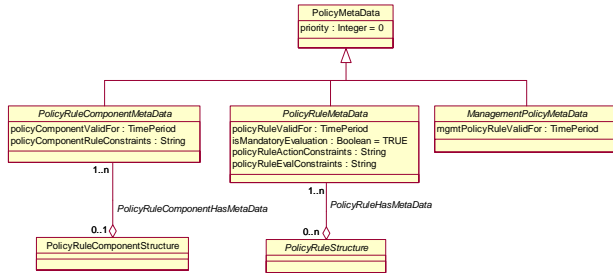 PolicyMetaData
priority : Integer = 0
PolicyRuleComponentMetaData
policyComponentValidFor : TimePeriod
policyComponentRuleConstraints : String
PolicyRuleMetaData
policyRuleValidFor : TimePeriod
isMandatoryEvaluation : Boolean = TRUE
policyRuleActionConstraints : String
policyRuleEvalConstraints : String
ManagementPolicyMetaData
mgmtPolicyRuleValidFor : TimePeriod
1..n
1..n
PolicyRuleComponentHasMetaData
PolicyRuleHasMetaData
0..1
0..n
PolicyRuleComponentStructure
PolicyRuleStructure